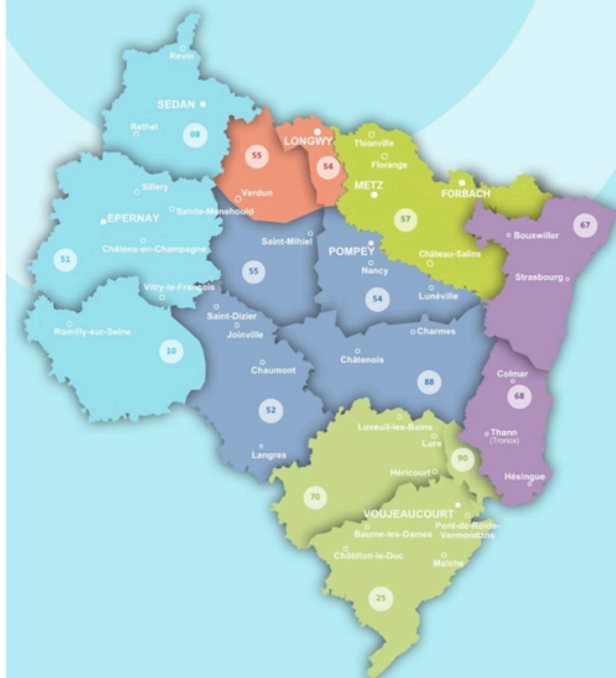 Revin
SEDAN
Rethel
08
LONGWY
55
54
Thionville
Florange
METZ
FORBACH
57
67
Verdun
Sillery
Sainte-Manehould
EPERNAY
Châlons-en-Champagne
51
Vitry-le-François
Saint-Mihiel
55
POMPEY
Nancy
Château-Salins
54
Lunéville
Bouxwiller
Strasbourg
Romilly-sur-Seine
10
Saint-Dizier
Joinville
Chaumont
52
Langres
Charmes
Châtenois
88
Colmar
68
Thann
(Tronox)
Hésingue
Luxeuil-les-Bains
Lure
90
Héricourt
70
VOUJEAUCOURT
Pont-de-Roide-
Vermondans
Baume-les-Dames
Châtillon-le-Duc
Maîche
25